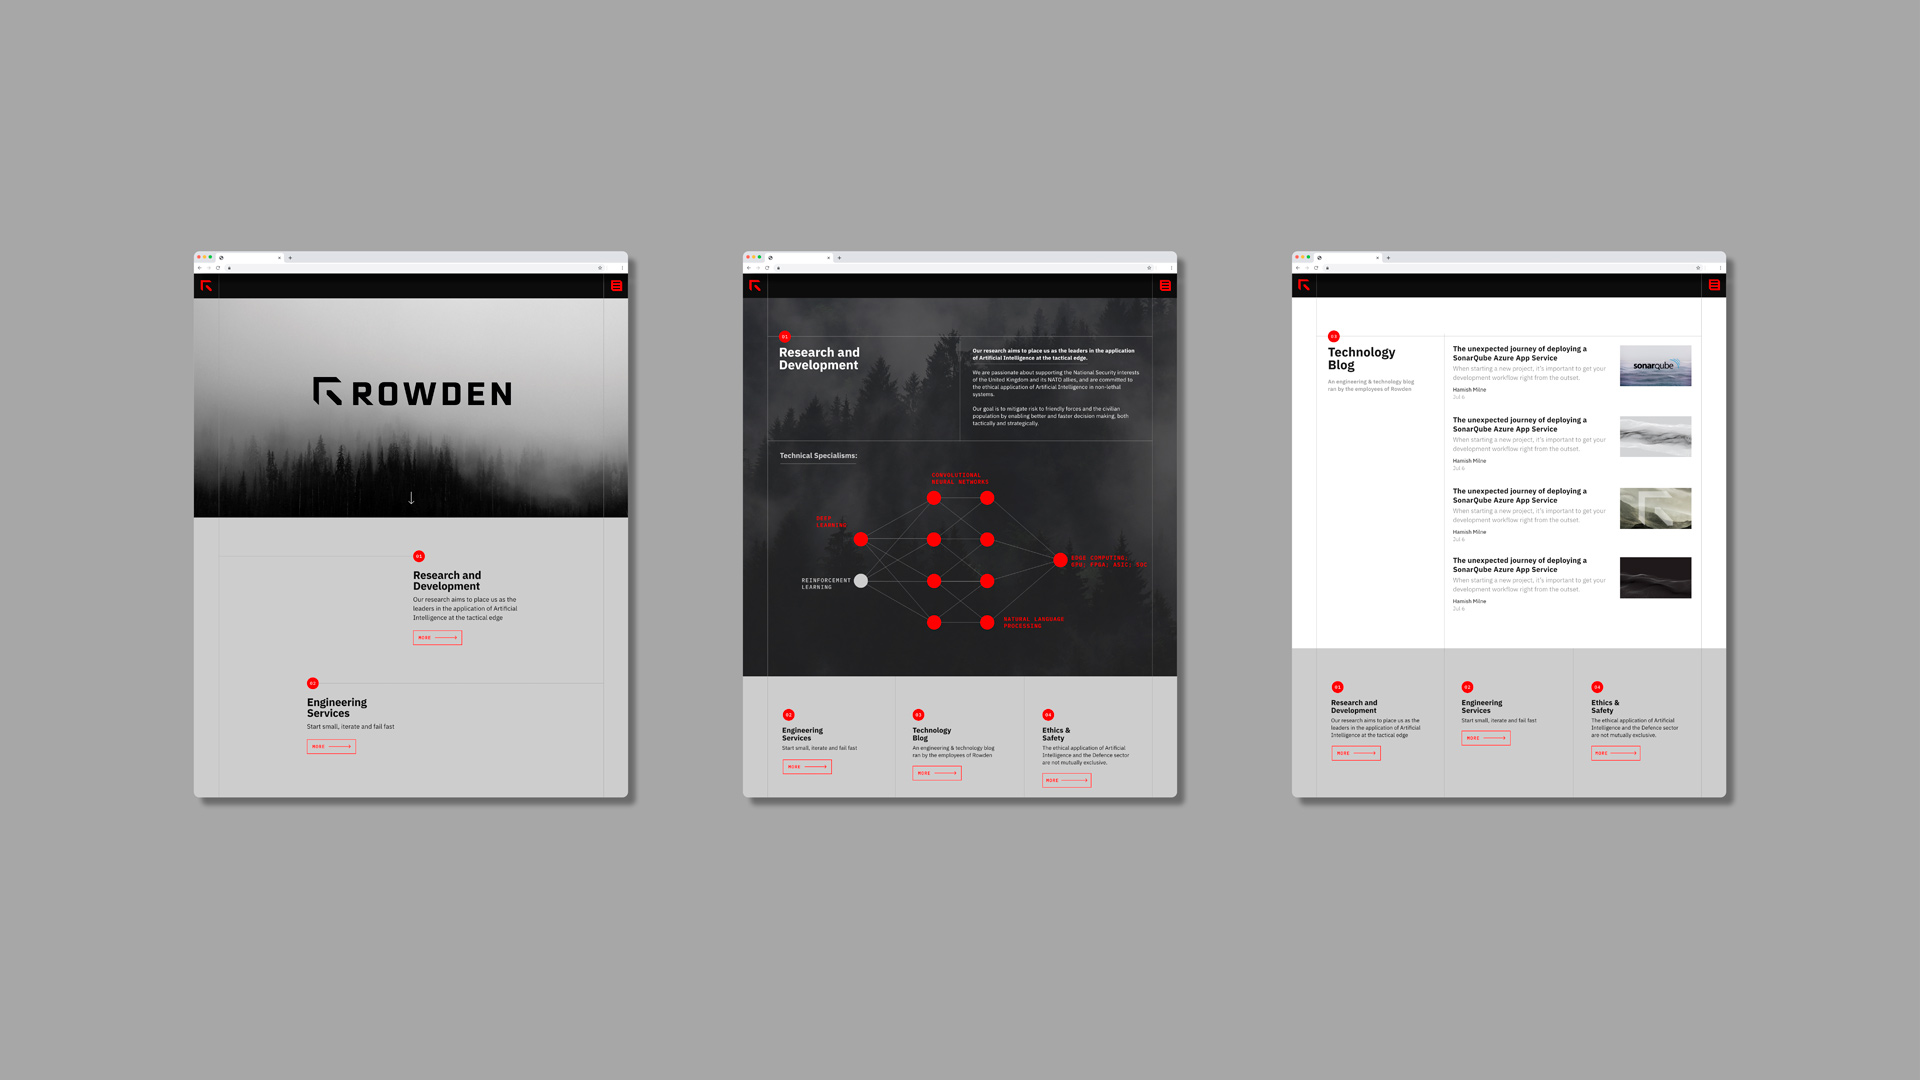 ROWDEN
01
Research and
Development
Our research aims to place us as the
leaders in the application of Artificial
Intelligence at the tactical edge
MORE
02
Engineering
Services
Start small, iterate and fail fast
MORE
01
Research and
Development
Our research aims to place us as the leaders in the application
of Artificial Intelligence at the tactical edge.
We are passionate about supporting the National Security interests
of the United Kingdom and its NATO allies, and are committed to
the ethical application of Artificial Intelligence in non-lethal
systems.
Our goal is to mitigate risk to friendly forces and the civilian
population by enabling better and faster decision making, both
tactically and strategically.
Technical Specialisms:
CONVOLUTIONAL
NEURAL NETWORKS
DEEP
LEARNING
REINFORCEMENT
LEARNING
EDGE COMPUTING:
GPU; FPGA; ASIC;
NATURAL LANGUAGE
PROCESSING
02
Engineering
Services
Start small, iterate and fail fast
MORE
03
Technology
Blog
An engineering & technology blog
ran by the employees of Rowden
MORE
04
Ethics &
Safety
The ethical application of Artificial
Intelligence and the Defence sector
are not mutually exclusive.
MORE
03
Technology
Blog
An engineering & technology blog
ran by the employees of Rowden
The unexpected journey of deploying a
SonarQube Azure App Service
When starting a new project, it's important to get your
development workflow right from the outset.
Hamish Milne
Jul 6
sonarqube
The unexpected journey of deploying a
SonarQube Azure App Service
When starting a new project, it's important to get your
development workflow right from the outset.
Hamish Milne
Jul 6
The unexpected journey of deploying a
SonarQube Azure App Service
When starting a new project, it's important to get your
development workflow right from the outset.
Hamish Milne
Jul 6
The unexpected journey of deploying a
SonarQube Azure App Service
When starting a new project, it's important to get your
development workflow right from the outset.
Hamish Milne
Jul 6
01
Research and
Development
Our research aims to place us as the
leaders in the application of Artificial
Intelligence at the tactical edge
MORE
02
Engineering
Services
Start small, iterate and fail fast
MORE
04
Ethics &
Safety
The ethical application of Artificial
Intelligence and the Defence sector
are not mutually exclusive.
MORE